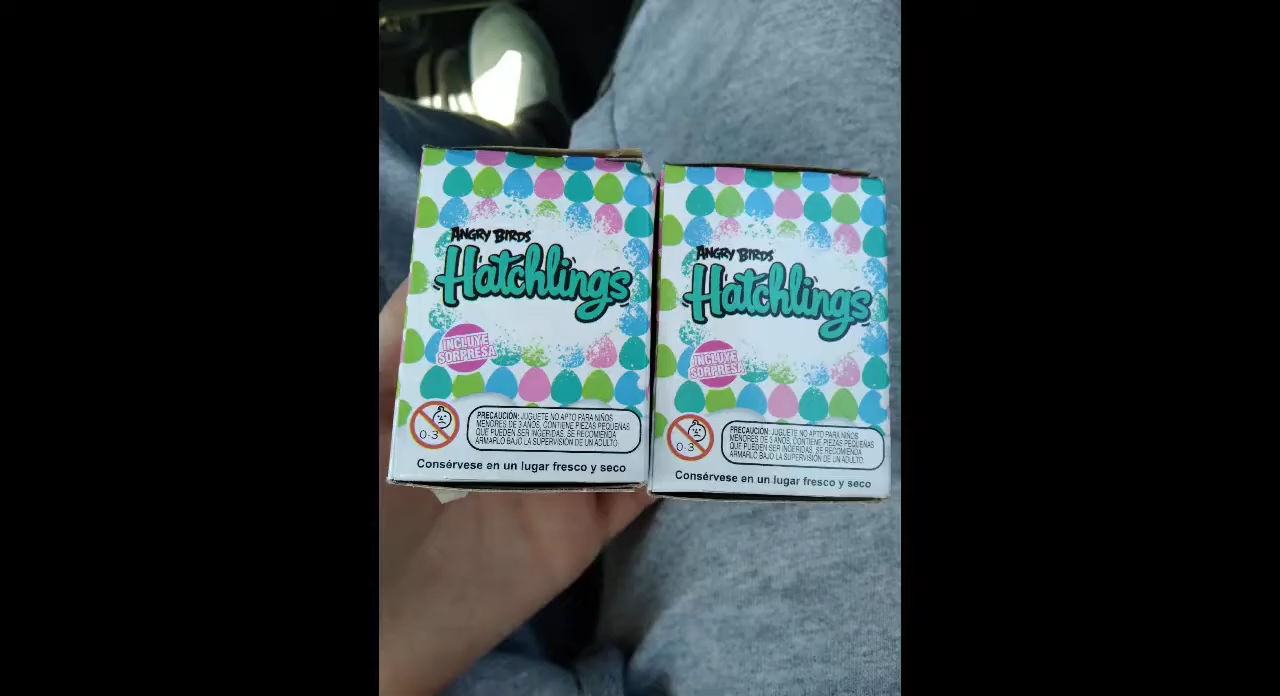 ANGRY BIRDS
Hatchlings
INCLUYE
SORPRESA
0-3
PRECAUCIÓN: JUGUETE NO APTO PARA NIÑOS
MENORES DE 3 AÑOS, CONTIENE PIEZAS PEQUEÑAS
QUE PUEDEN SER INGERIDAS, SE RECOMIENDA
ARMARLO BAJO LA SUPERVISIÓN DE UN ADULTO.
Consérvese en un lugar fresco y seco
ANGRY BIRDS
Hatchlings
INCLUYE
SORPRESA
0-3
PRECAUCIÓN: JUGUETE NO APTO PARA NIÑOS
MENORES DE 3 AÑOS, CONTIENE PIEZAS PEQUEÑAS
QUE PUEDEN SER INGERIDAS, SE RECOMIENDA
ARMARLO BAJO LA SUPERVISIÓN DE UN ADULTO.
Consérvese en un lugar fresco y seco